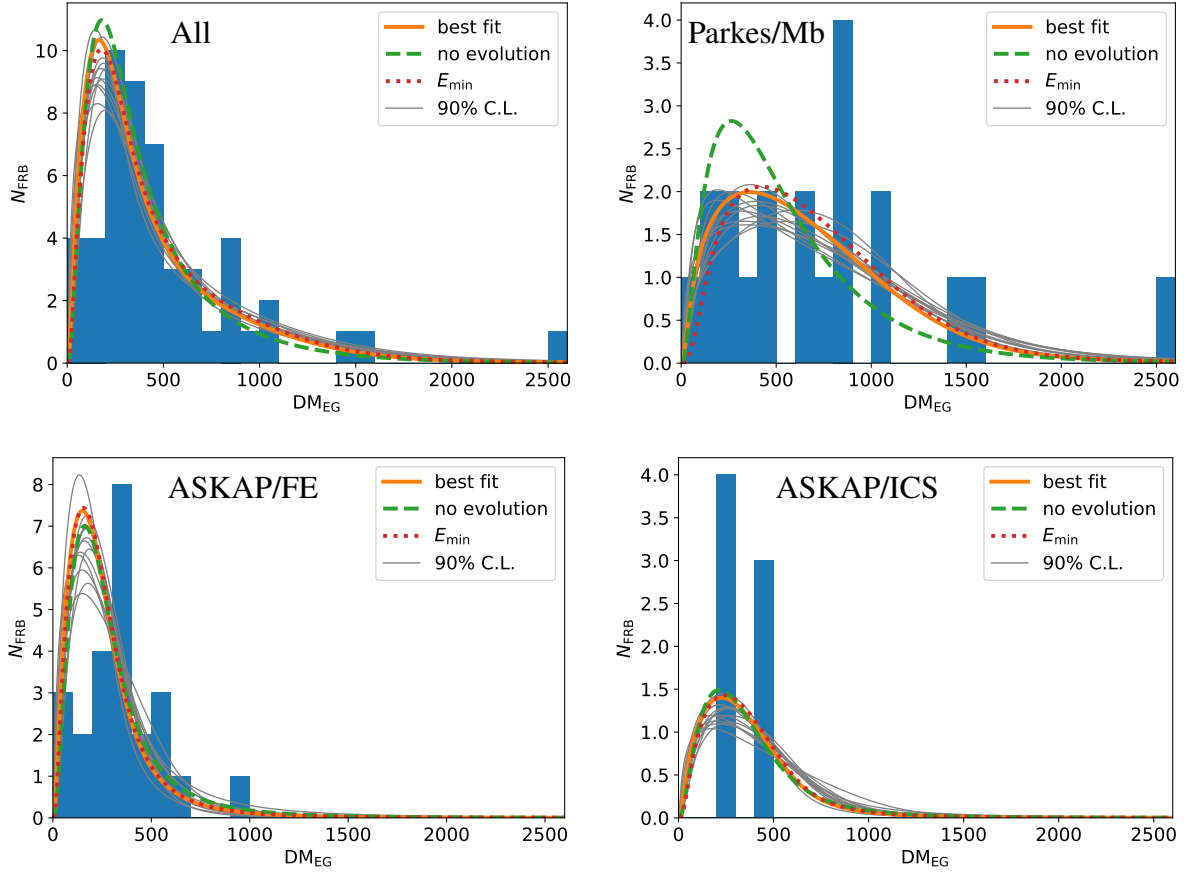 All
best fit
no evolution
E_min
90% C.L.
10
8
6
4
2
0
N_FRB
0 500 1000 1500 2000 2500
DM_EG
Parkes/Mb
best fit
no evolution
E_min
90% C.L.
4.0
3.5
3.0
2.5
2.0
1.5
1.0
0.5
0.0
N_FRB
0 500 1000 1500 2000 2500
DM_EG
ASKAP/FE
best fit
no evolution
E_min
90% C.L.
8
7
6
5
4
3
2
1
0
N_FRB
0 500 1000 1500 2000 2500
DM_EG
ASKAP/ICS
best fit
no evolution
E_min
90% C.L.
4.0
3.5
3.0
2.5
2.0
1.5
1.0
0.5
0.0
N_FRB
0 500 1000 1500 2000 2500
DM_EG